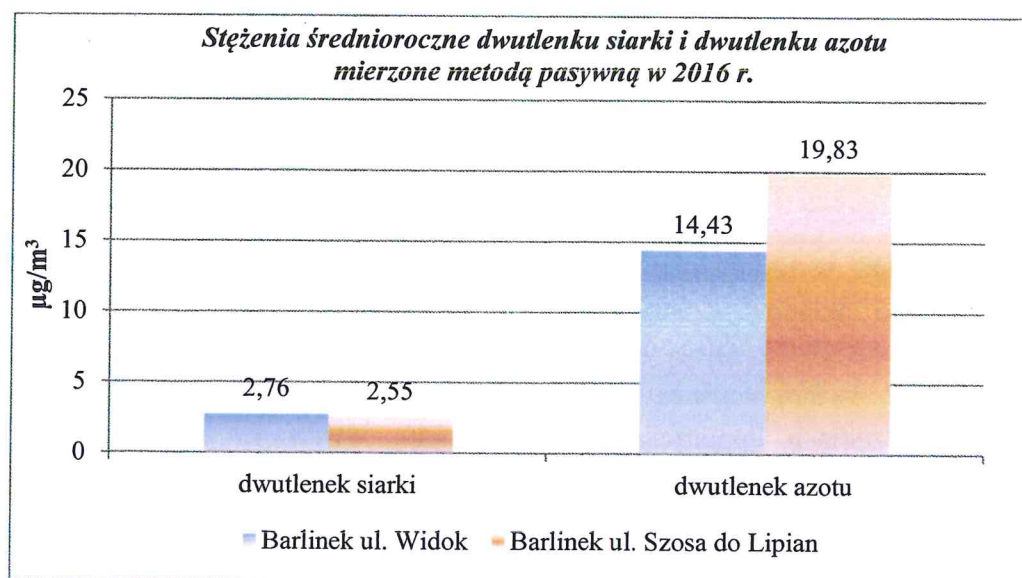 Stężenia średnioroczne dwutlenku siarki i dwutlenku azotu
mierzone metodą pasywną w 2016 r.
25
20
15
10
5
0
µg/m³
2,76
2,55
14,43
19,83
dwutlenek siarki
dwutlenek azotu
Barlinek ul. Widok
Barlinek ul. Szosa do Lipian